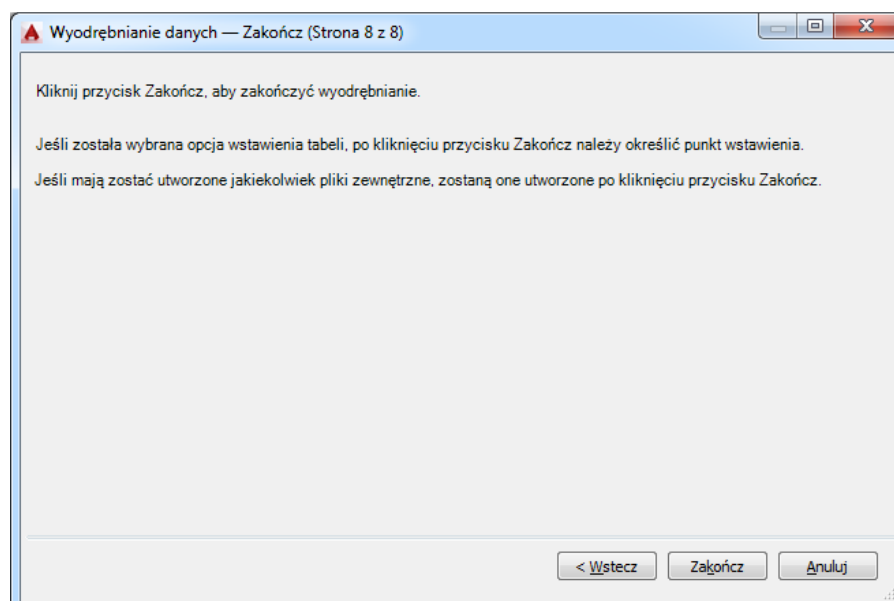 Wyodrębnianie danych — Zakończ (Strona 8 z 8)
Kliknij przycisk Zakończ, aby zakończyć wyodrębnianie.
Jeśli została wybrana opcja wstawienia tabeli, po kliknięciu przycisku Zakończ należy określić punkt wstawienia.
Jeśli mają zostać utworzone jakiekolwiek pliki zewnętrzne, zostaną one utworzone po kliknięciu przycisku Zakończ.
< Wstecz Zakończ Anuluj